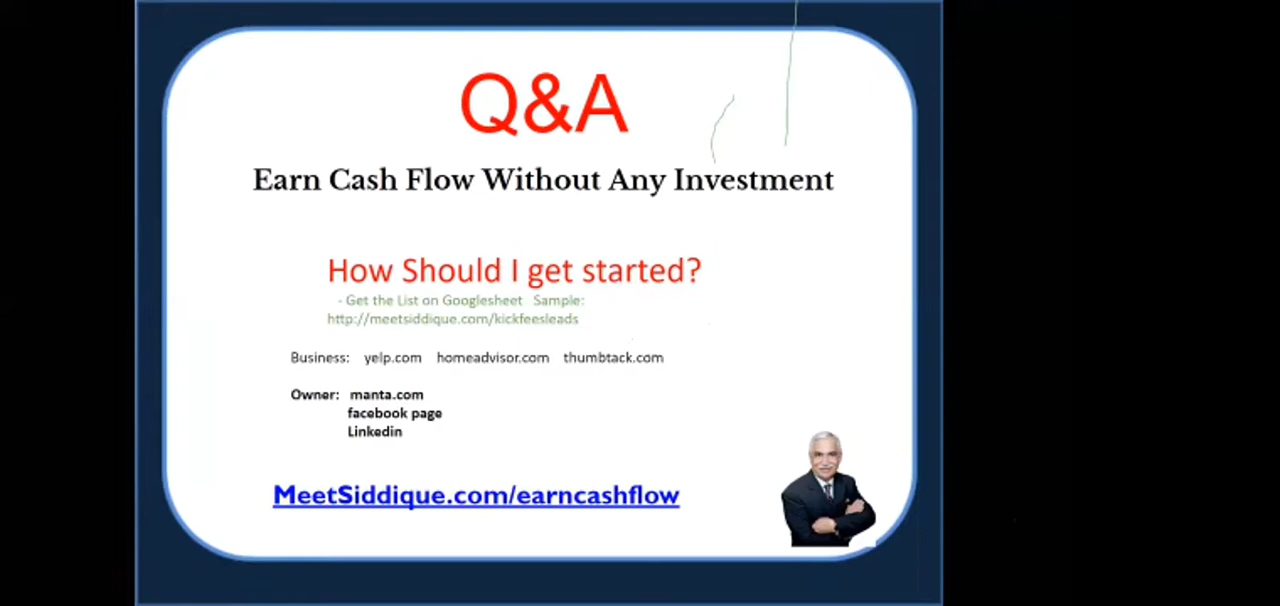 Q&A
Earn Cash Flow Without Any Investment
How Should I get started?
- Get the List on Googlesheet Sample:
http://meetsiddique.com/kickfeesleads
Business: yelp.com homeadvisor.com thumbtack.com
Owner: manta.com
facebook page
Linkedin
MeetSiddique.com/earncashflow